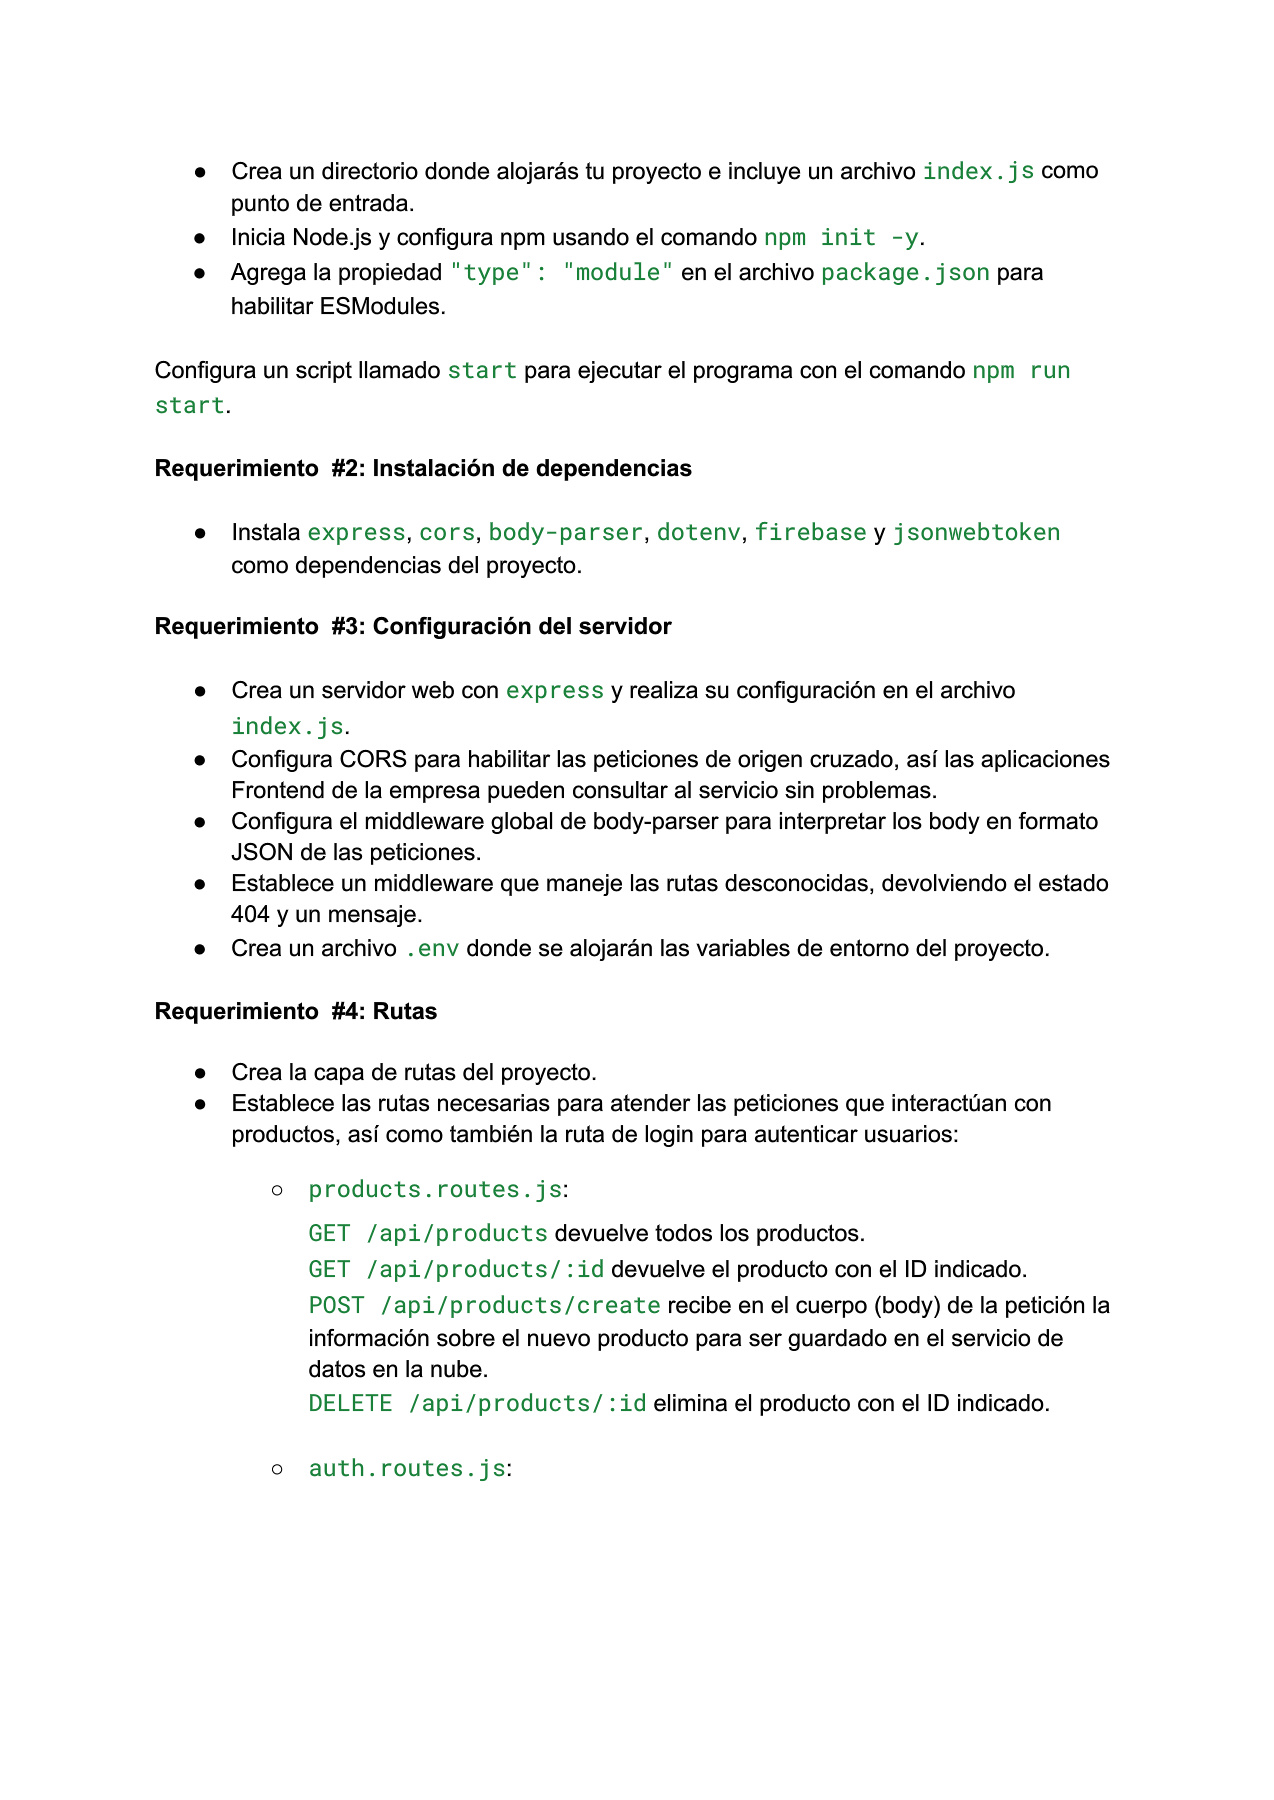 ● Crea un directorio donde alojarás tu proyecto e incluye un archivo index.js como
punto de entrada.
● Inicia Node.js y configura npm usando el comando npm init -y.
● Agrega la propiedad "type": "module" en el archivo package.json para
habilitar ESModules.
Configura un script llamado start para ejecutar el programa con el comando npm run
start.
Requerimiento  #2: Instalación de dependencias
● Instala express, cors, body-parser, dotenv, firebase y jsonwebtoken
como dependencias del proyecto.
Requerimiento  #3: Configuración del servidor
● Crea un servidor web con express y realiza su configuración en el archivo
index.js.
● Configura CORS para habilitar las peticiones de origen cruzado, así las aplicaciones
Frontend de la empresa pueden consultar al servicio sin problemas.
● Configura el middleware global de body-parser para interpretar los body en formato
JSON de las peticiones.
● Establece un middleware que maneje las rutas desconocidas, devolviendo el estado
404 y un mensaje.
● Crea un archivo .env donde se alojarán las variables de entorno del proyecto.
Requerimiento  #4: Rutas
● Crea la capa de rutas del proyecto.
● Establece las rutas necesarias para atender las peticiones que interactúan con
productos, así como también la ruta de login para autenticar usuarios:
○ products.routes.js:
GET /api/products devuelve todos los productos.
GET /api/products/:id devuelve el producto con el ID indicado.
POST /api/products/create recibe en el cuerpo (body) de la petición la
información sobre el nuevo producto para ser guardado en el servicio de
datos en la nube.
DELETE /api/products/:id elimina el producto con el ID indicado.
○ auth.routes.js: